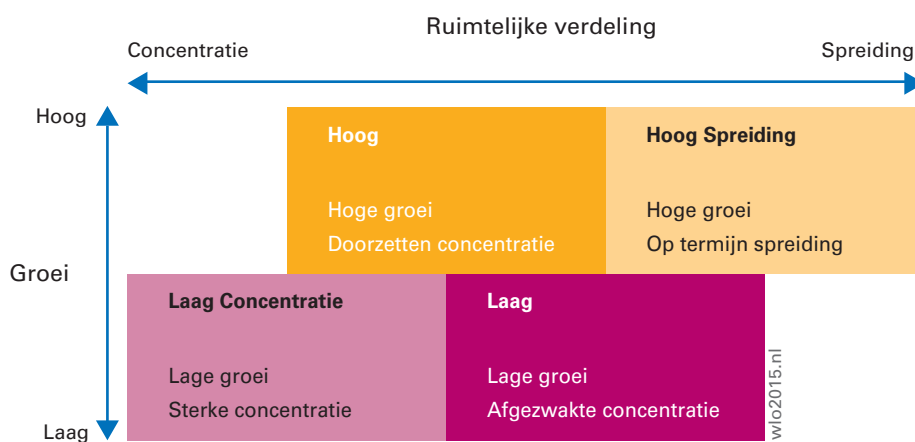 Ruimtelijke verdeling
Concentratie
Spreiding
Hoog
Groei
Laag
Hoog
Hoge groei
Doorzetten concentratie
Hoog Spreiding
Hoge groei
Op termijn spreiding
Laag Concentratie
Lage groei
Sterke concentratie
Laag
Lage groei
Afgezwakte concentratie
wlo2015.nl